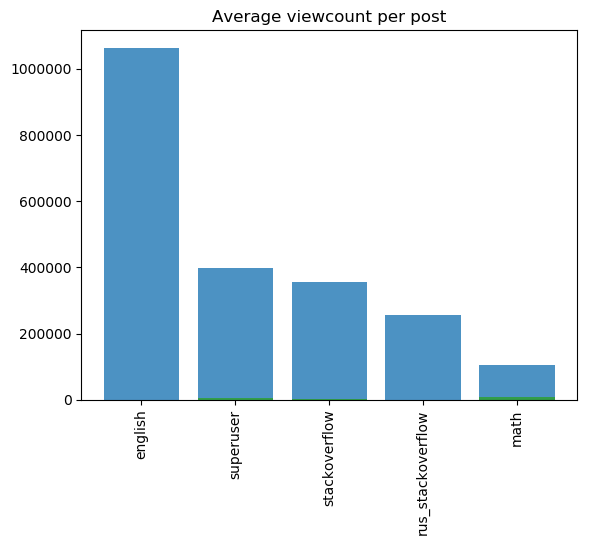 Average viewcount per post
1000000
800000
600000
400000
200000
0
english
superuser
stackoverflow
rus_stackoverflow
math